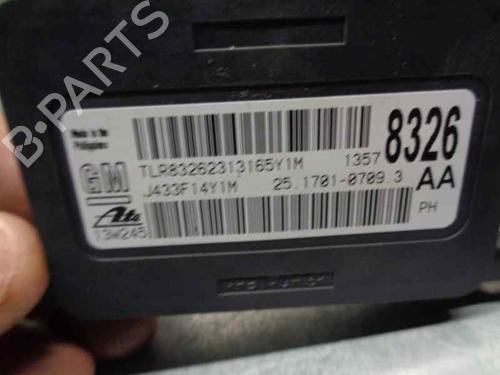 B-PARTS
Made in the
Philippines
GM
Ate
13W245
TLR83262313165Y1M
1357
8326
J433F14Y1M
25.1701-0709.3
AA
PH